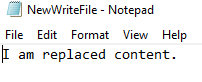 NewWriteFile - Notepad
File Edit Format View Help
I am replaced content.